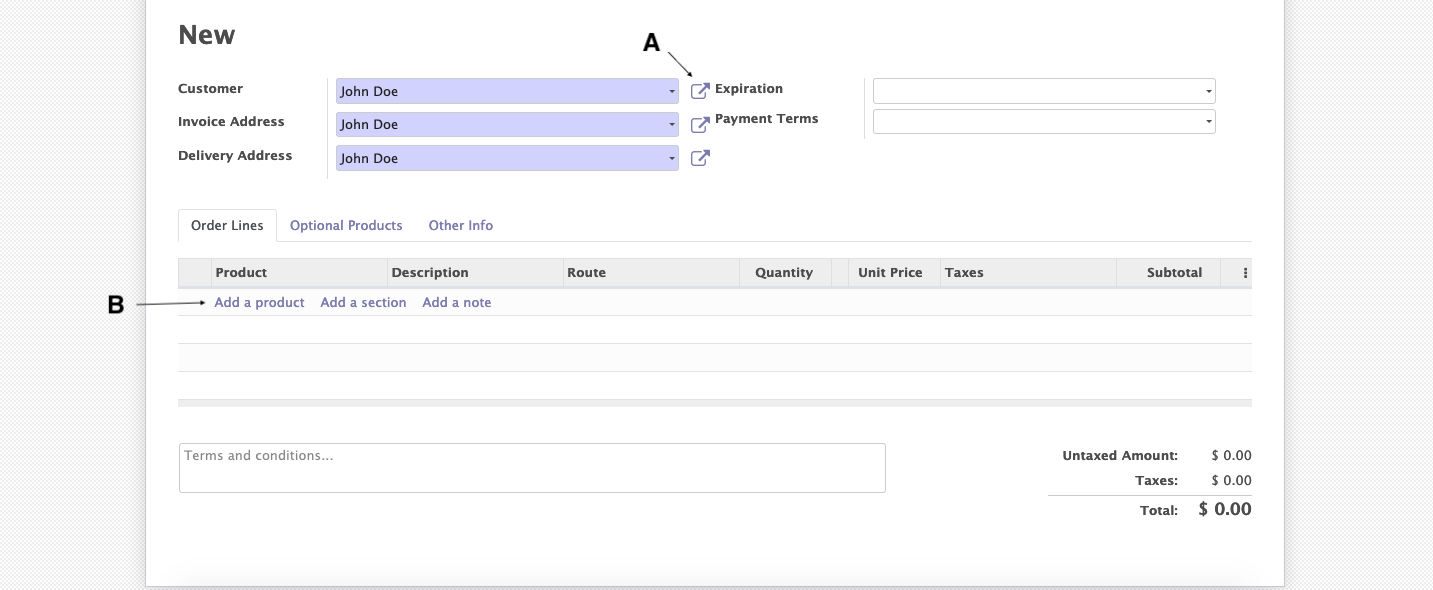 New
A
Customer John Doe Expiration
Invoice Address John Doe Payment Terms
Delivery Address John Doe
Order Lines Optional Products Other Info
Product Description Route Quantity Unit Price Taxes Subtotal
B Add a product Add a section Add a note
Terms and conditions... Untaxed Amount: $ 0.00
Taxes: $ 0.00
Total: $ 0.00